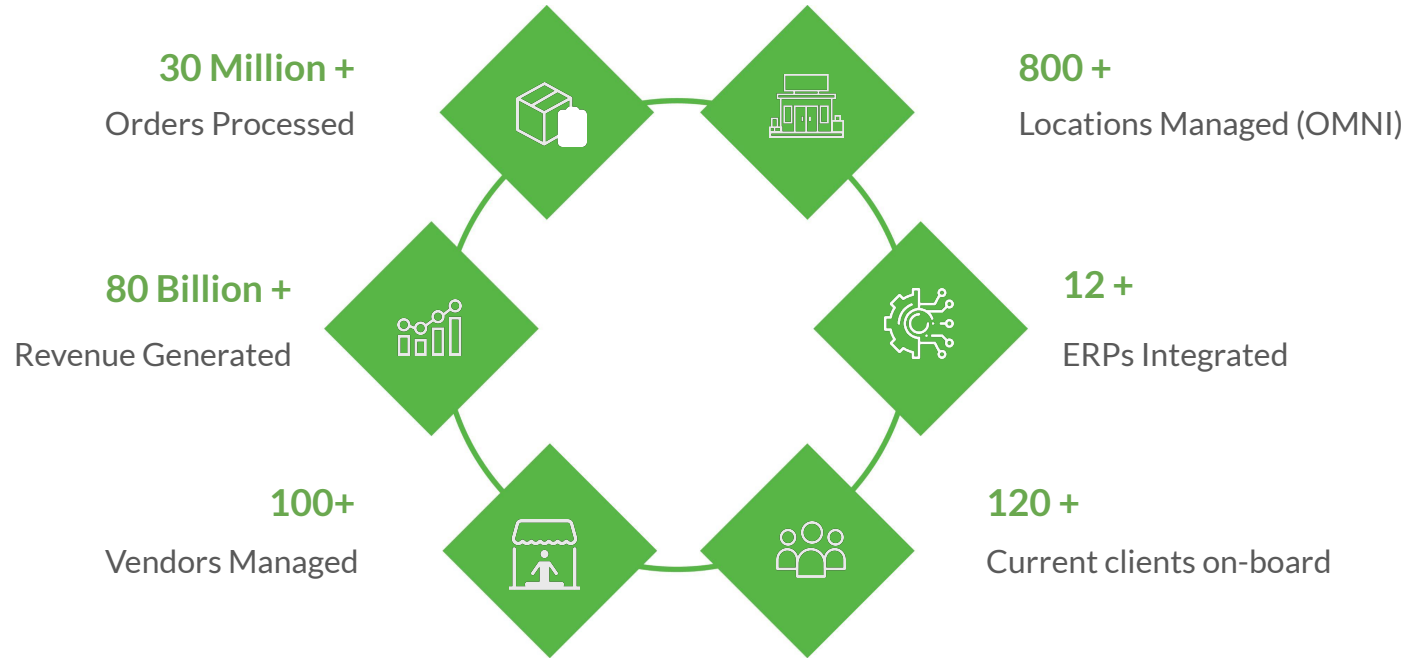 30 Million +
Orders Processed
800 +
Locations Managed (OMNI)
80 Billion +
Revenue Generated
12 +
ERPs Integrated
100+
Vendors Managed
120 +
Current clients on-board